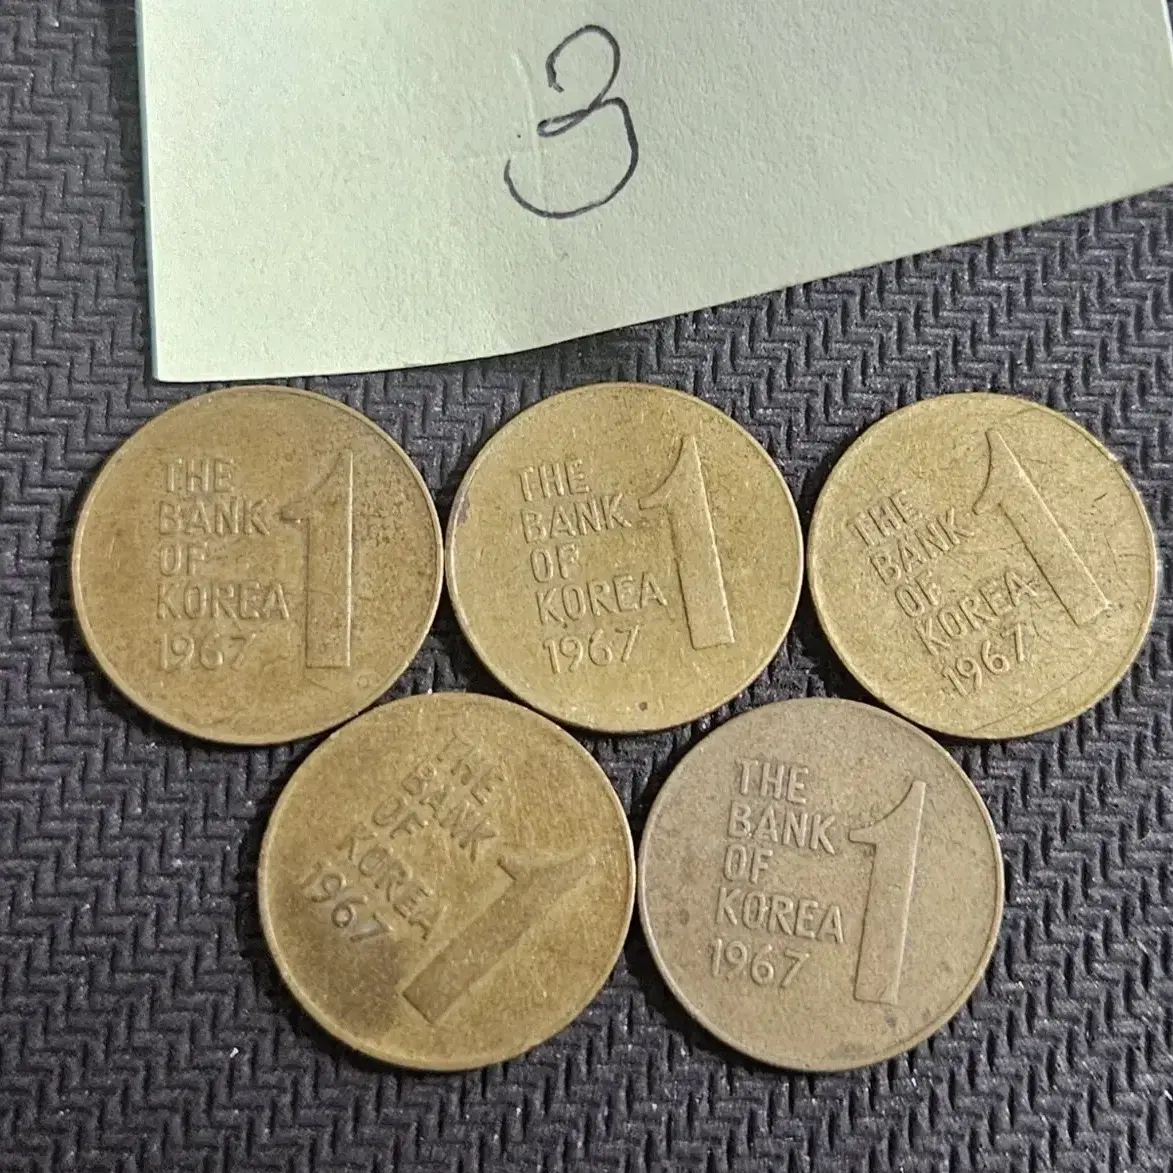 3
THE
BANK
OF
KOREA
1967
1
THE
BANK
OF
KOREA
1967
1
THE
BANK
OF
KOREA
1967
1
THE
BANK
OF
KOREA
1967
1
THE
BANK
OF
KOREA
1967
1